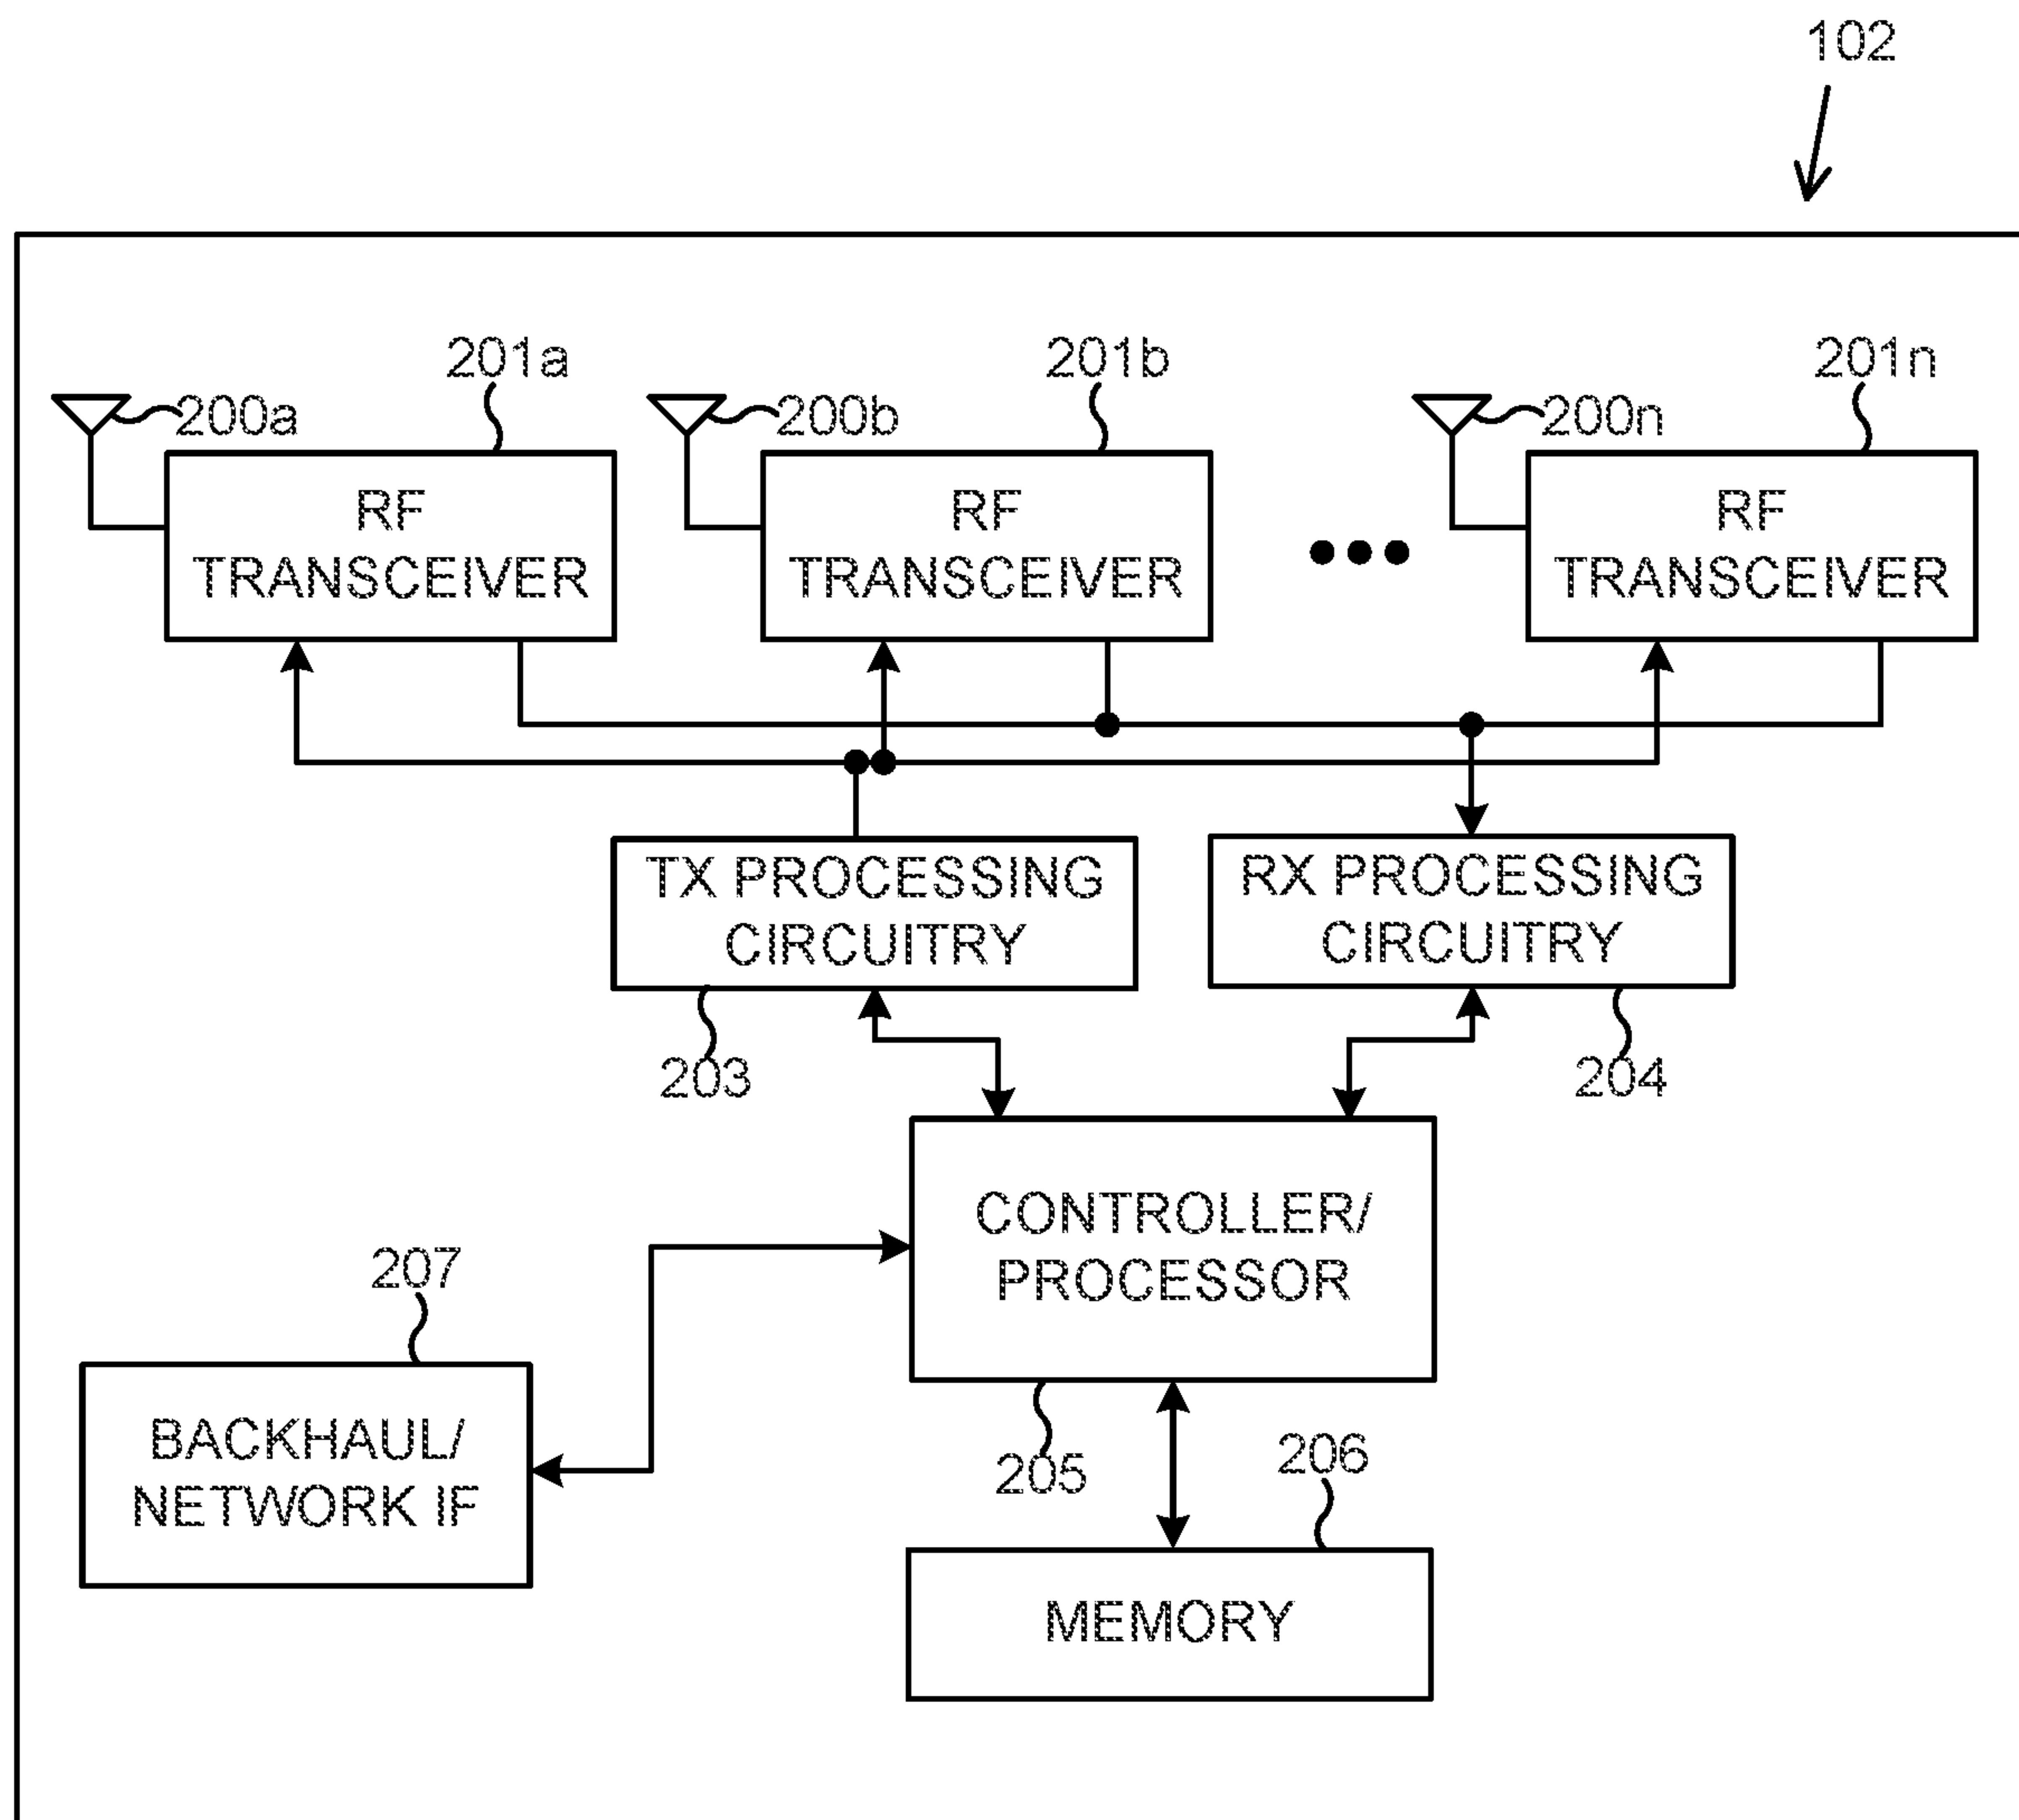 102
201a
201b
201n
200a
200b
200n
RF
TRANSCEIVER
RF
TRANSCEIVER
RF
TRANSCEIVER
TX PROCESSING
CIRCUITRY
RX PROCESSING
CIRCUITRY
203
204
CONTROLLER/
PROCESSOR
207
BACKHAUL/
NETWORK IF
205
206
MEMORY